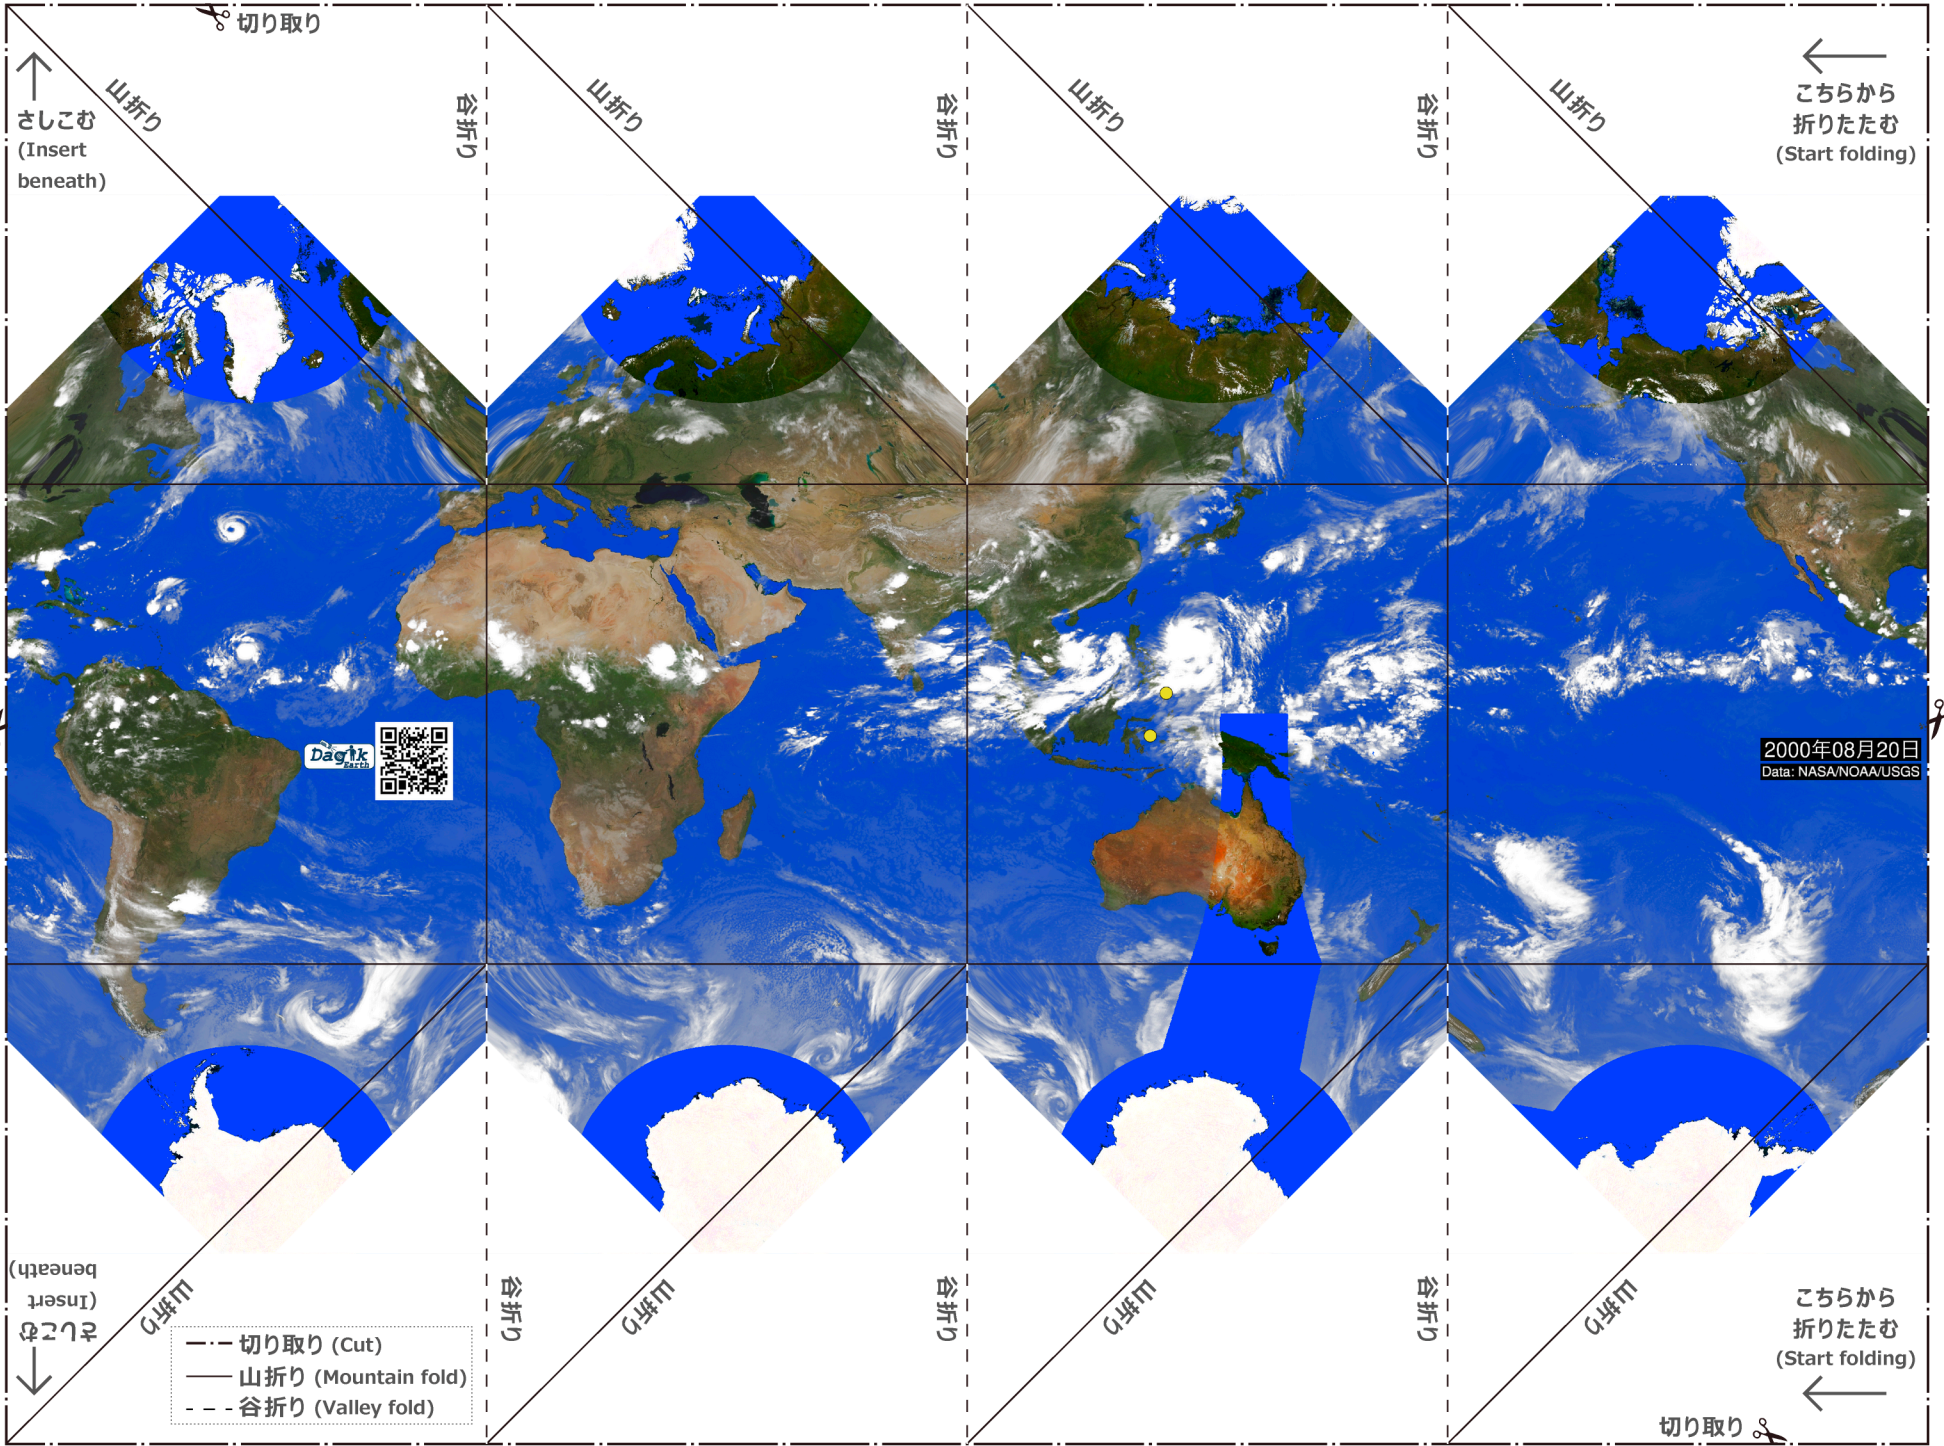 切り取り
山折り
谷折り
山折り
谷折り
山折り
谷折り
山折り
さしこむ
(Insert
beneath)
こちらから
折りたたむ
(Start folding)
Dagik
Earth
2000年08月20日
Data: NASA/NOAA/USGS
さしこむ
(Insert
beneath)
山折り
谷折り
山折り
谷折り
山折り
谷折り
山折り
こちらから
折りたたむ
(Start folding)
切り取り (Cut)
山折り (Mountain fold)
谷折り (Valley fold)
切り取り